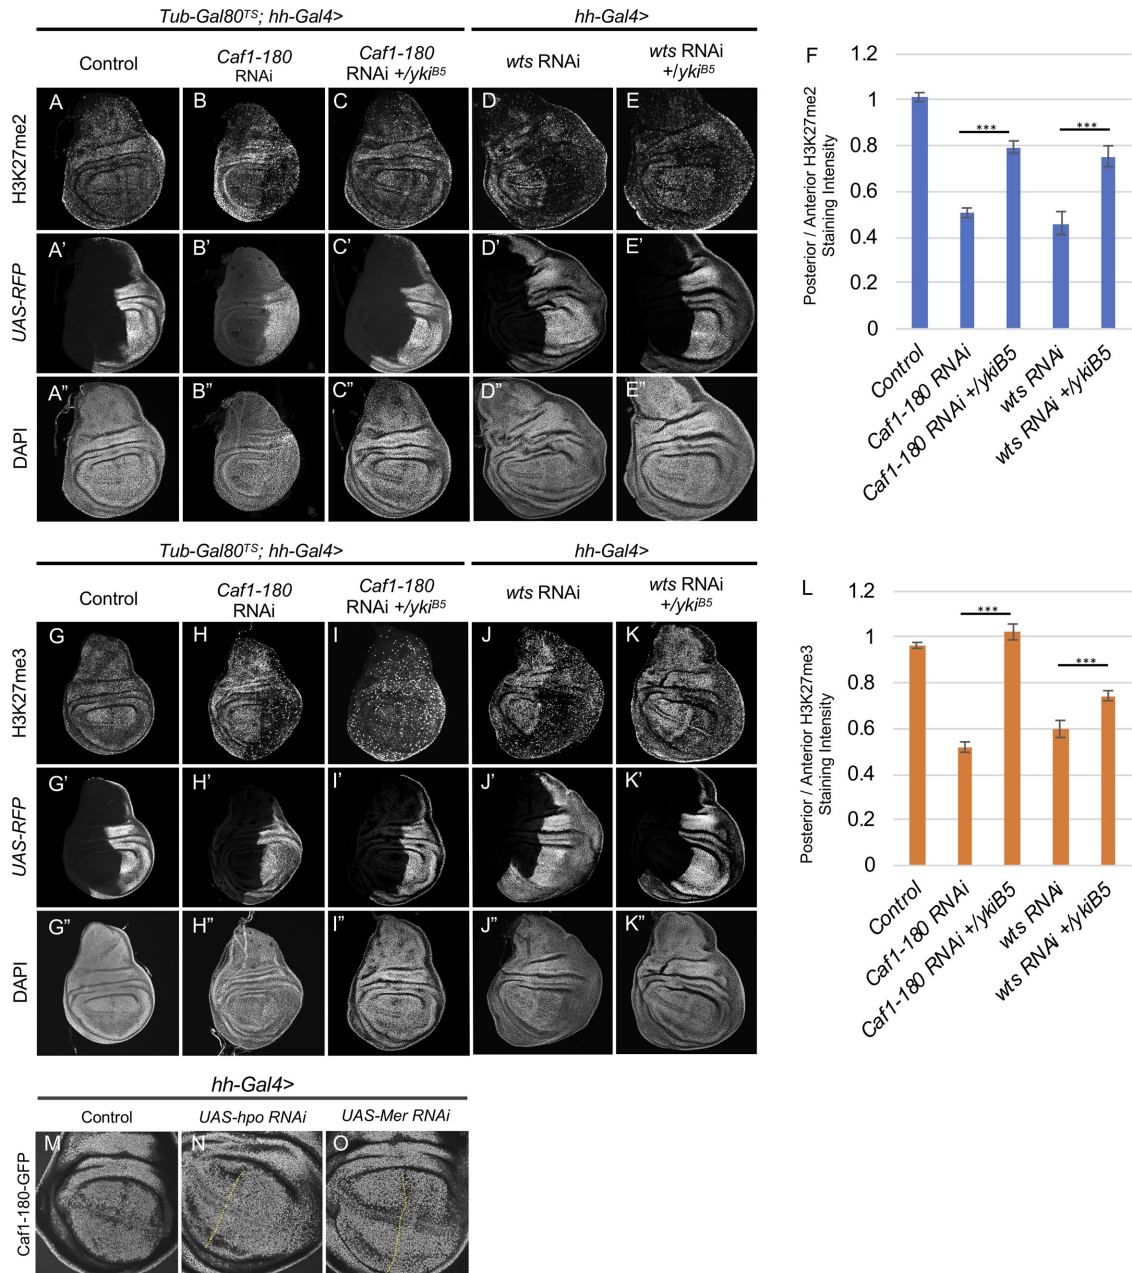 Tub-Gal80TS; hh-Gal4>
hh-Gal4>
Control
Caf1-180
RNAi
Caf1-180
RNAi +/ykiB5
wts RNAi
wts RNAi
+/ykiB5
H3K27me2
A
B
C
D
E
UAS-RFP
A'
B'
C'
D'
E'
DAPI
A"
B"
C"
D"
E"
F
Posterior / Anterior H3K27me2
Staining Intensity
1.2
1
0.8
0.6
0.4
0.2
0
***
***
Control
Caf1-180 RNAi
Caf1-180 RNAi +/ykiB5
wts RNAi
wts RNAi +/ykiB5
Tub-Gal80TS; hh-Gal4>
hh-Gal4>
Control
Caf1-180
RNAi
Caf1-180
RNAi +/ykiB5
wts RNAi
wts RNAi
+/ykiB5
H3K27me3
G
H
I
J
K
UAS-RFP
G'
H'
I'
J'
K'
DAPI
G"
H"
I"
J"
K"
L
Posterior / Anterior H3K27me3
Staining Intensity
1.2
1
0.8
0.6
0.4
0.2
0
***
***
Control
Caf1-180 RNAi
Caf1-180 RNAi +/ykiB5
wts RNAi
wts RNAi +/ykiB5
hh-Gal4>
Control
UAS-hpo RNAi
UAS-Mer RNAi
Caf1-180-GFP
M
N
O